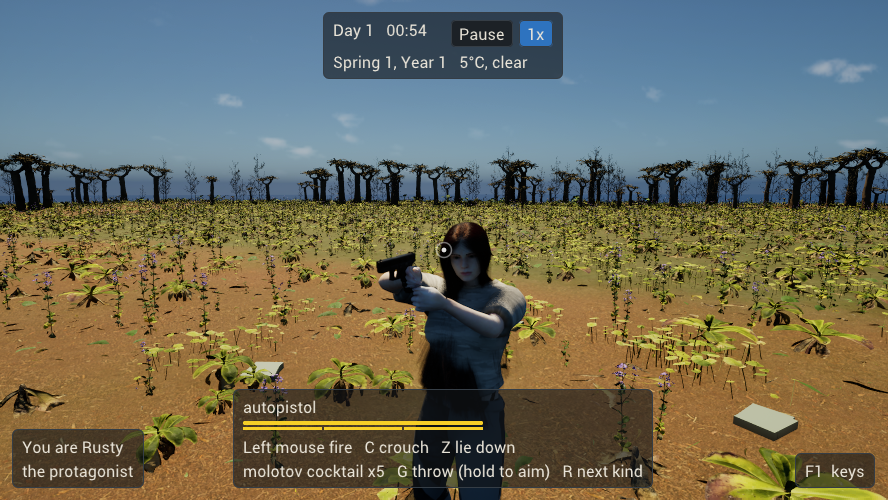 Day 1 00:54 Pause 1x
Spring 1, Year 1 5°C, clear
autopistol
Left mouse fire C crouch Z lie down
molotov cocktail x5 G throw (hold to aim) R next kind
You are Rusty
the protagonist
F1 keys